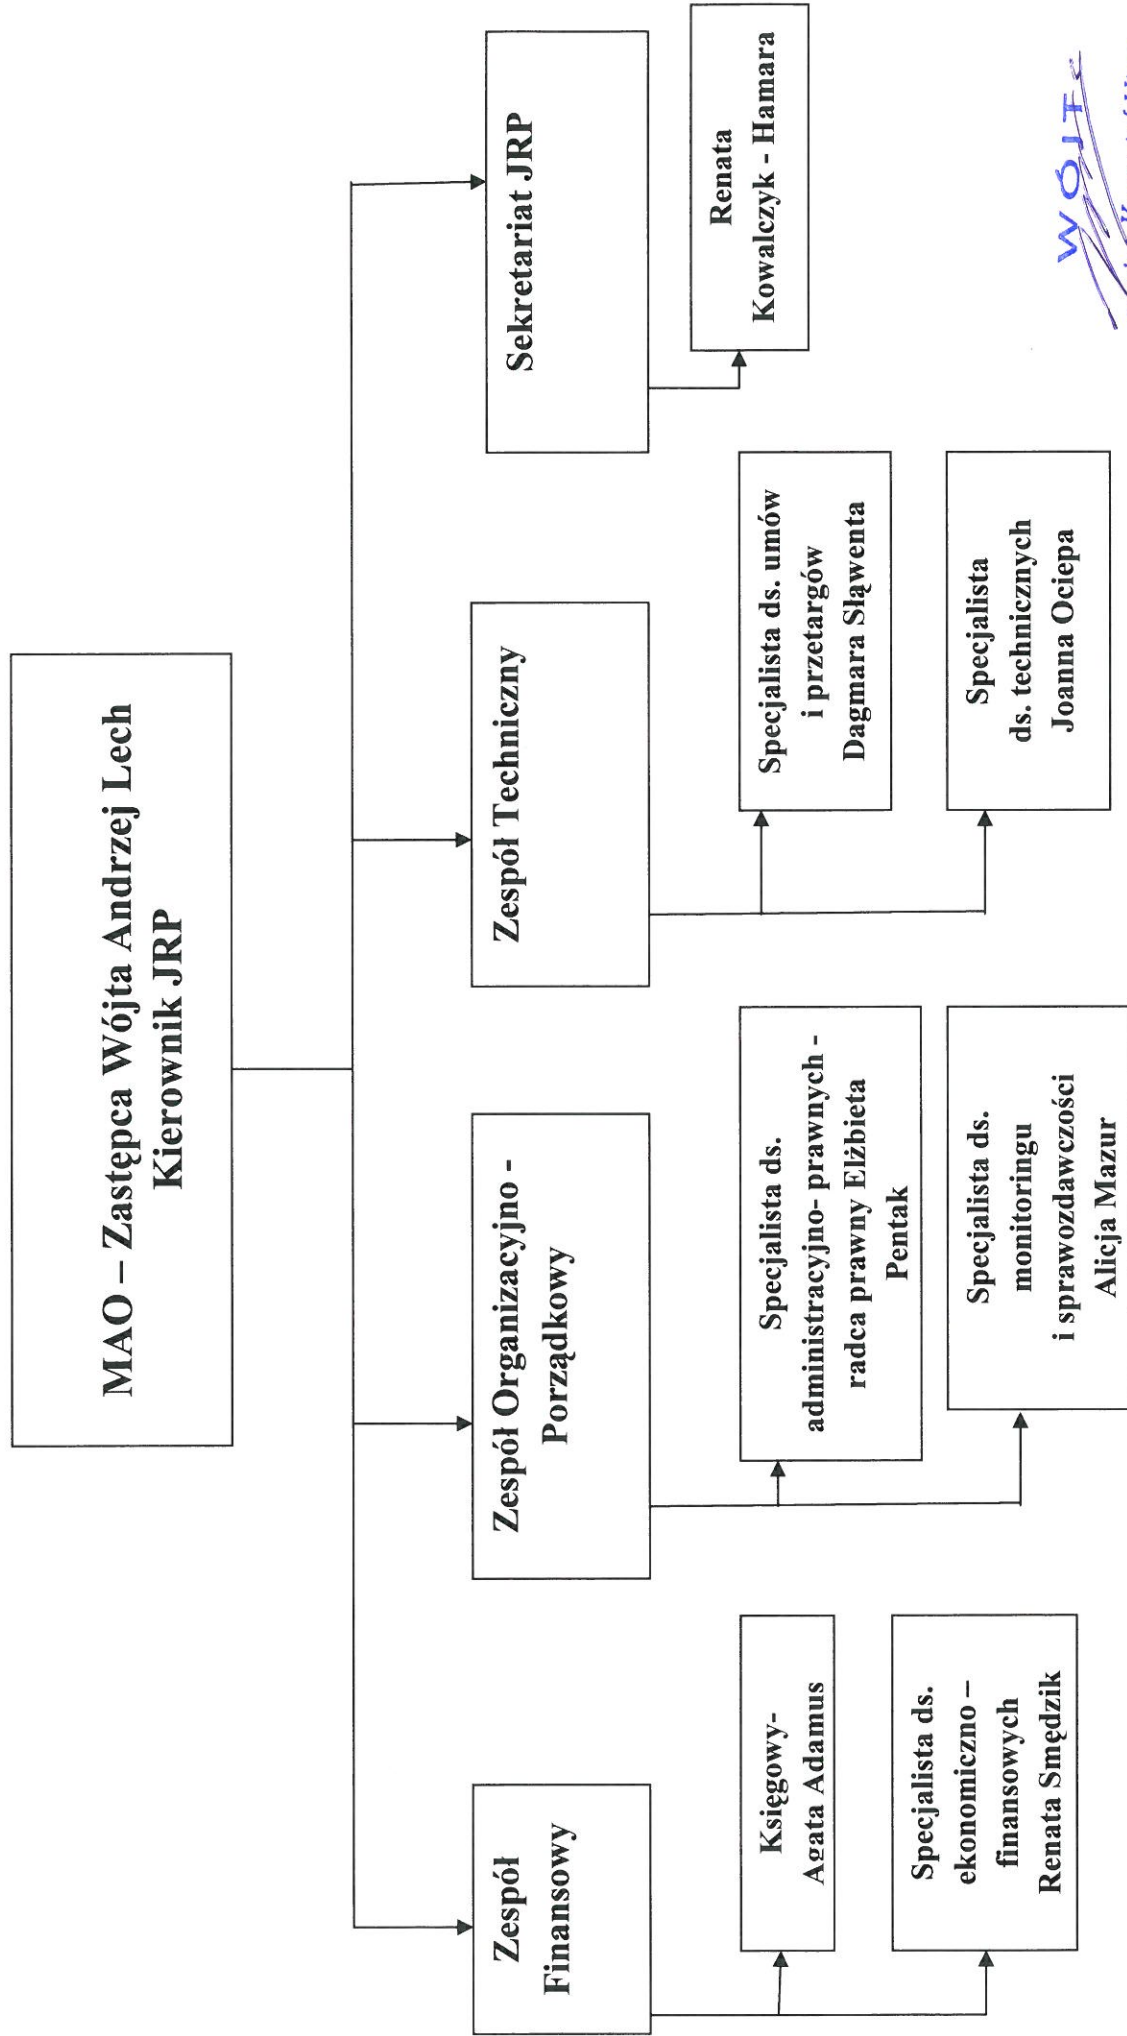 MAO – Zastępca Wójta Andrzej Lech
Kierownik JRP
Zespół
Finansowy
Zespół Organizacyjno -
Porządkowy
Zespół Techniczny
Sekretariat JRP
Księgowy-
Agata Adamus
Specjalista ds.
ekonomiczno –
finansowych
Renata Smędzik
Specjalista ds.
administracyjno- prawnych -
radca prawny Elżbieta
Pentak
Specjalista ds.
monitoringu
i sprawozdawczości
Alicja Mazur
Specjalista ds. umów
i przetargów
Dagmara Sławenta
Specjalista
ds. technicznych
Joanna Ociepa
Renata
Kowalczyk - Hamara
WÓJT